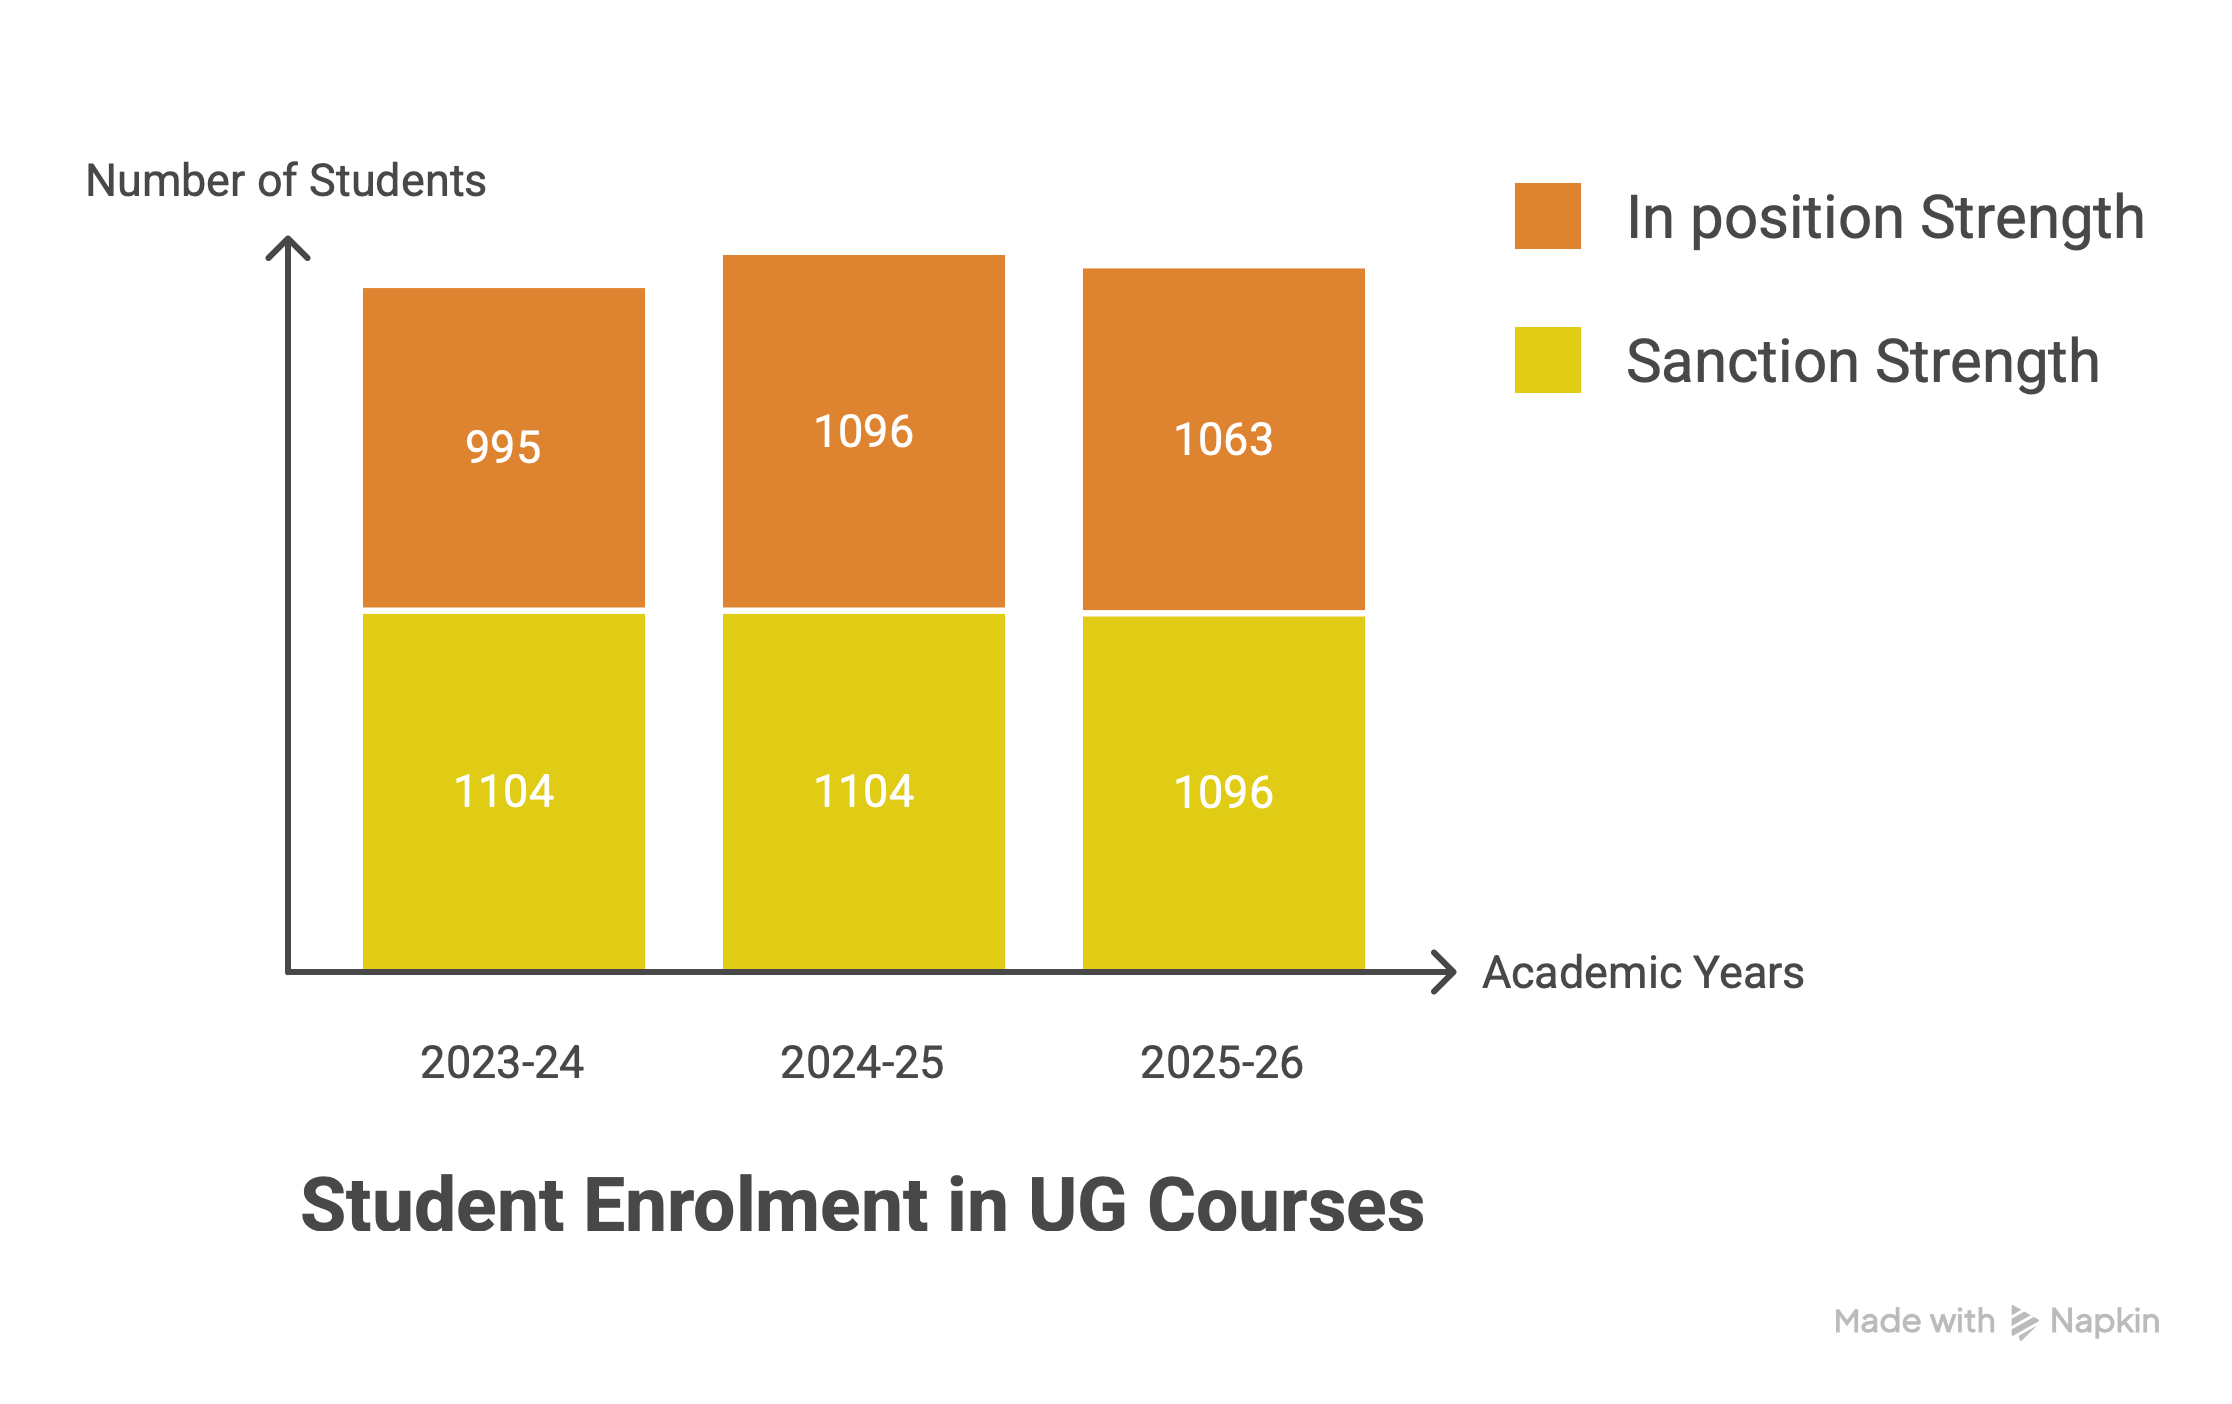 Number of Students
In position Strength
Sanction Strength
995
1096
1063
1104
1104
1096
Academic Years
2023-24
2024-25
2025-26
Student Enrolment in UG Courses
Made with Napkin